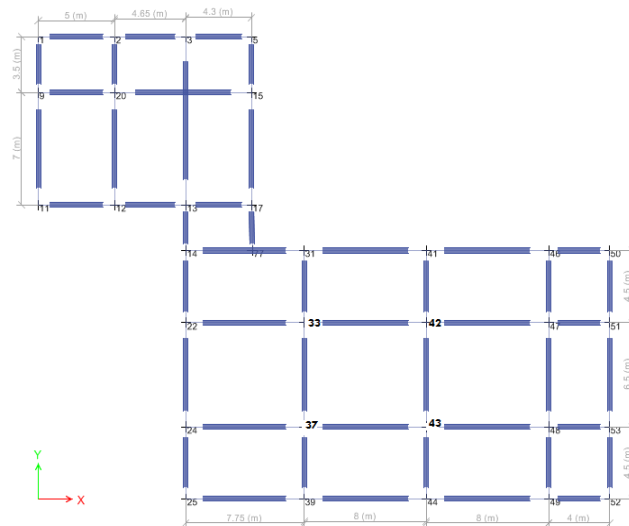 5 (m) 4.65 (m) 4.3 (m)
1 2 3 5
3.5 (m)
9 20 15
7 (m)
11 12 13 17
14 77 31 41 46 50
4.5 (m)
22 33 42 47 51
6.5 (m)
24 37 43 48 53
4.5 (m)
Y
X
25 39 44 49 52
7.75 (m) 8 (m) 8 (m) 4 (m)